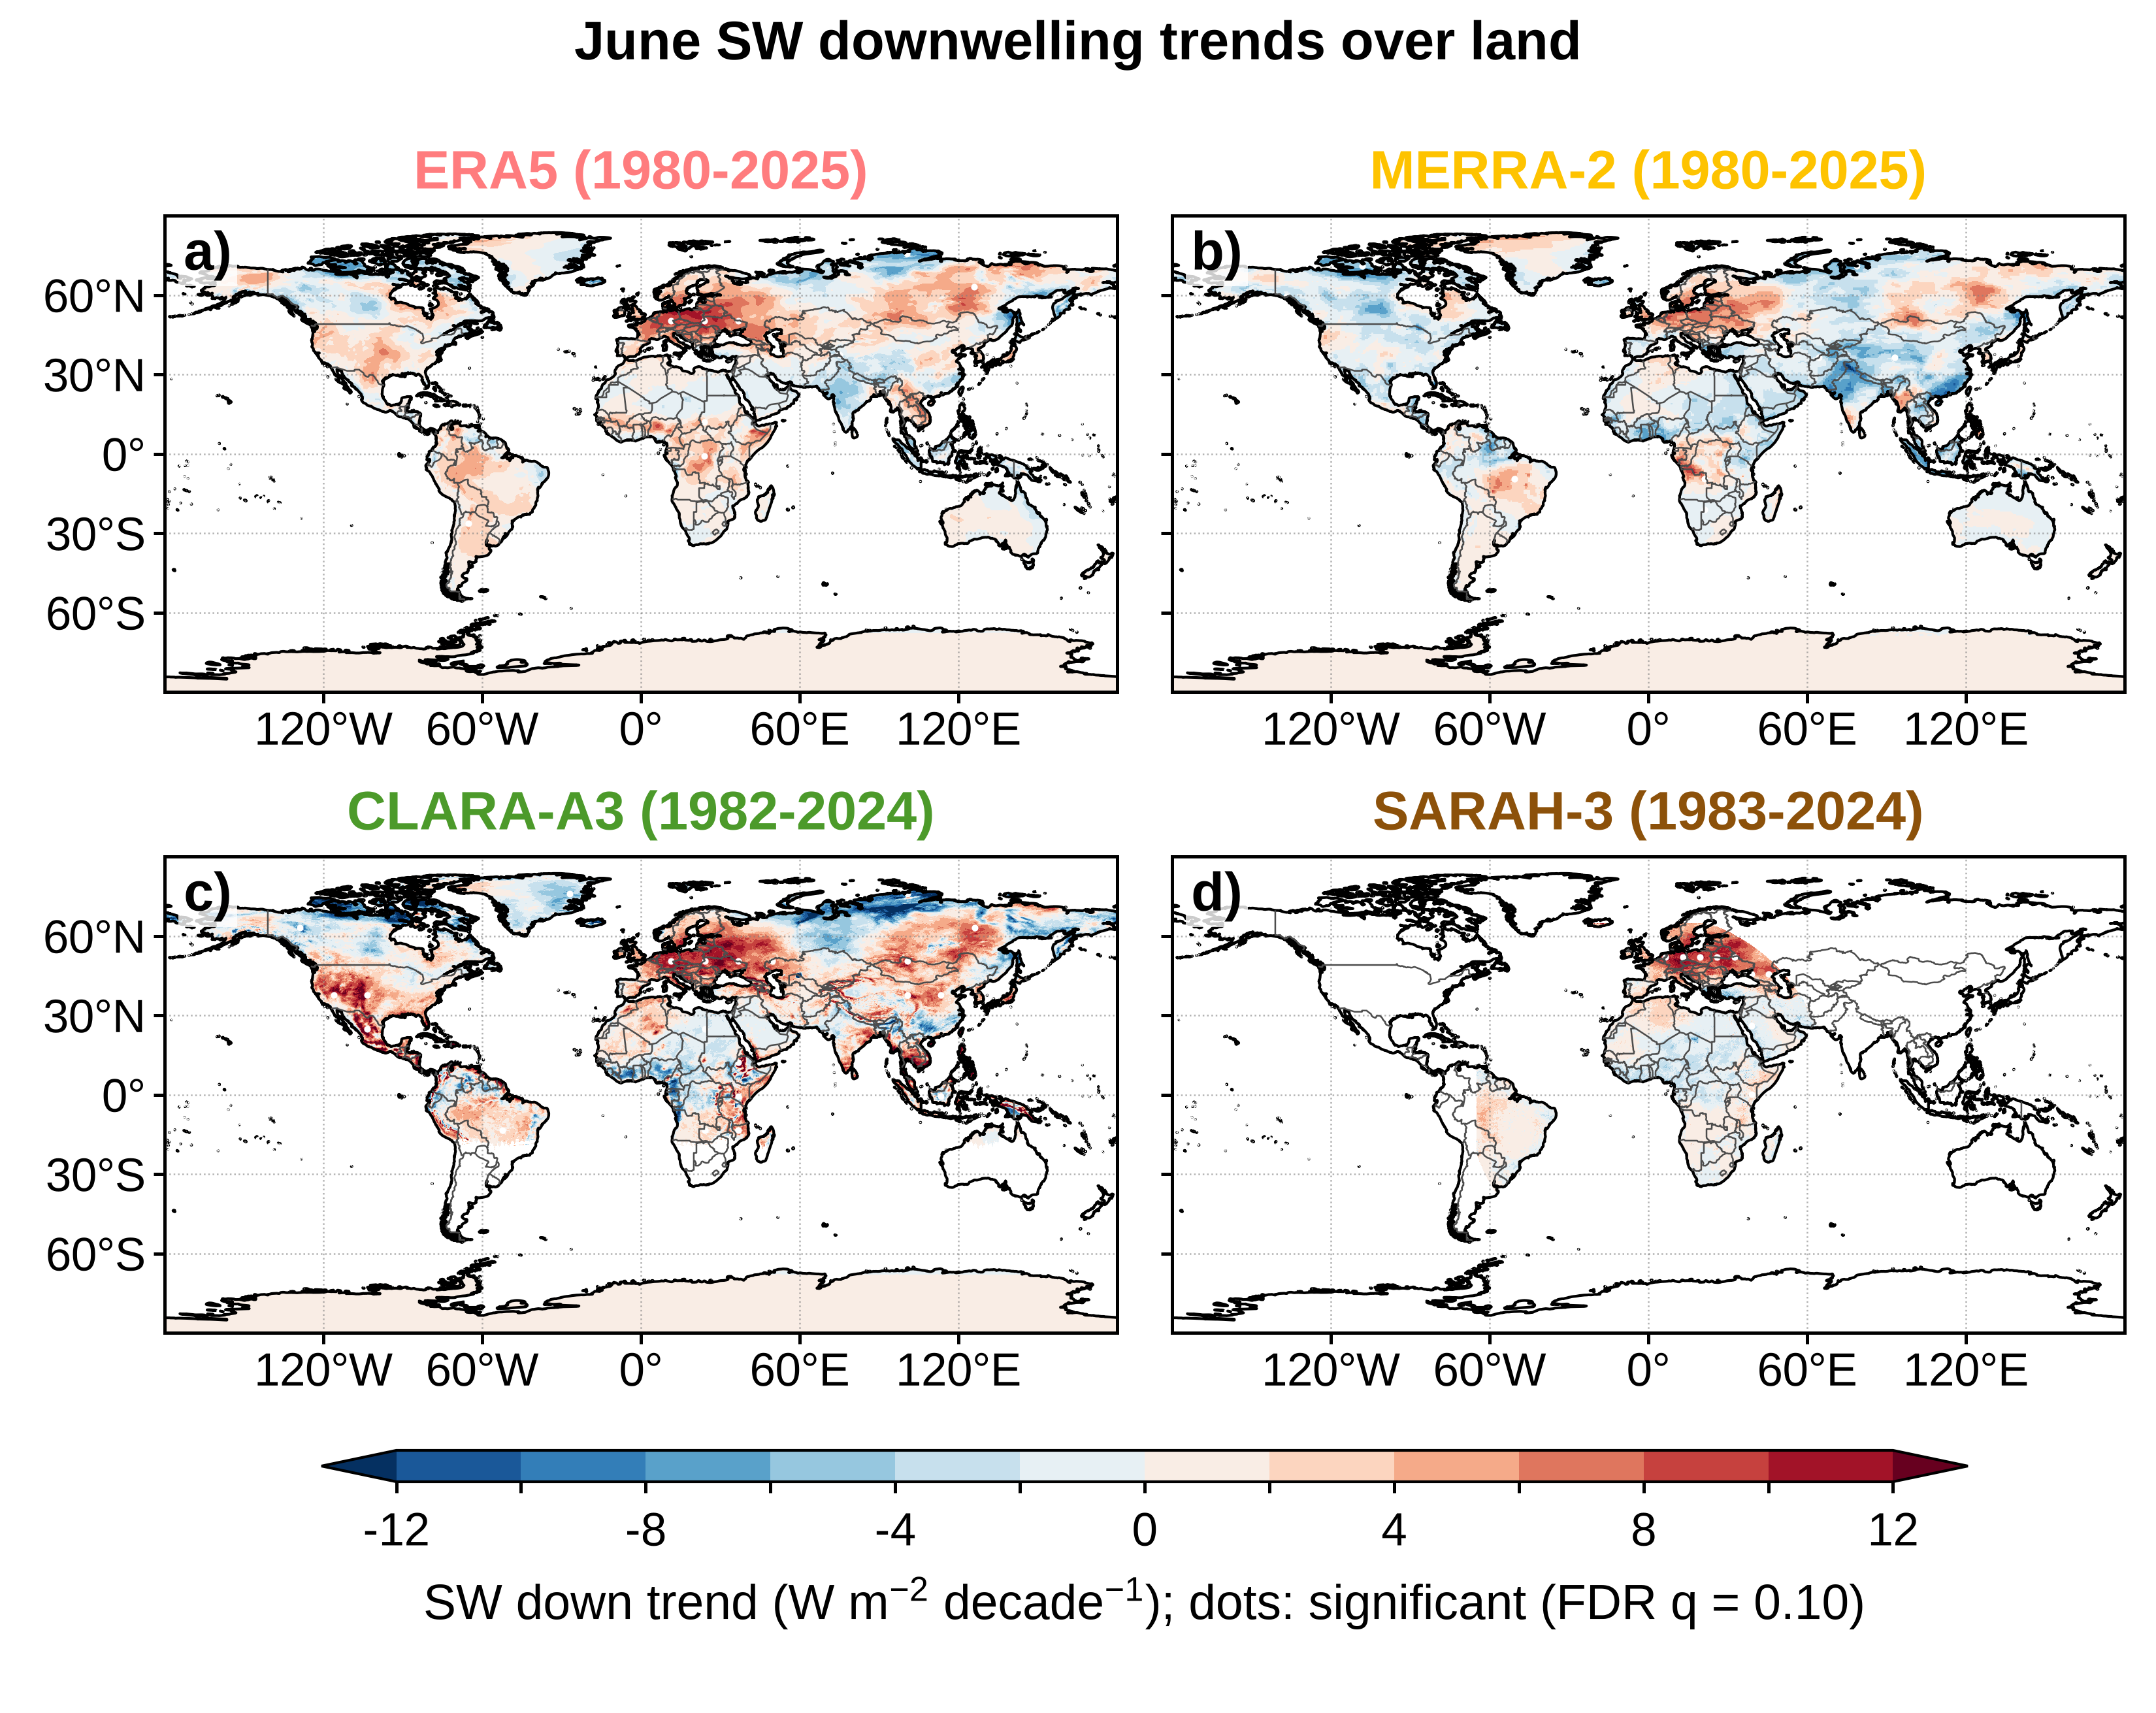 June SW downwelling trends over land
ERA5 (1980-2025)
MERRA-2 (1980-2025)
a)
b)
60°N
30°N
0°
30°S
60°S
120°W 60°W 0° 60°E 120°E
120°W 60°W 0° 60°E 120°E
CLARA-A3 (1982-2024)
SARAH-3 (1983-2024)
c)
d)
60°N
30°N
0°
30°S
60°S
120°W 60°W 0° 60°E 120°E
120°W 60°W 0° 60°E 120°E
-12 -8 -4 0 4 8 12
SW down trend (W m⁻² decade⁻¹); dots: significant (FDR q = 0.10)